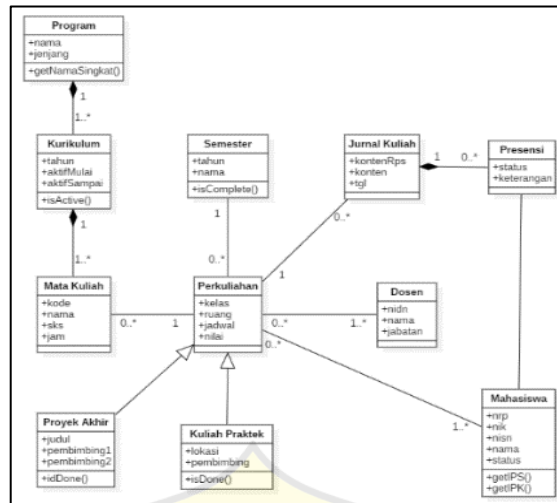 Program
+nama
+jenjang
+getNamaSingkat()
1
1..*
Kurikulum
+tahun
+aktifMulai
+aktifSampai
+isActive()
1
1..*
Semester
+tahun
+nama
+isComplete()
1
0..*
Jurnal Kuliah
+kontenRps
+konten
+tgl
1
0..*
0..*
1
Presensi
+status
+keterangan
Mata Kuliah
+kode
+nama
+sks
+jam
0..*
1
Perkuliahan
+kelas
+ruang
+jadwal
+nilai
0..*
1..*
0..*
Dosen
+nidn
+nama
+jabatan
Proyek Akhir
+judul
+pembimbing1
+pembimbing2
+idDone()
Kuliah Praktek
+lokasi
+pembimbing
+isDone()
1..*
Mahasiswa
+nrp
+nik
+nisn
+nama
+status
+getIPS()
+getIPK()